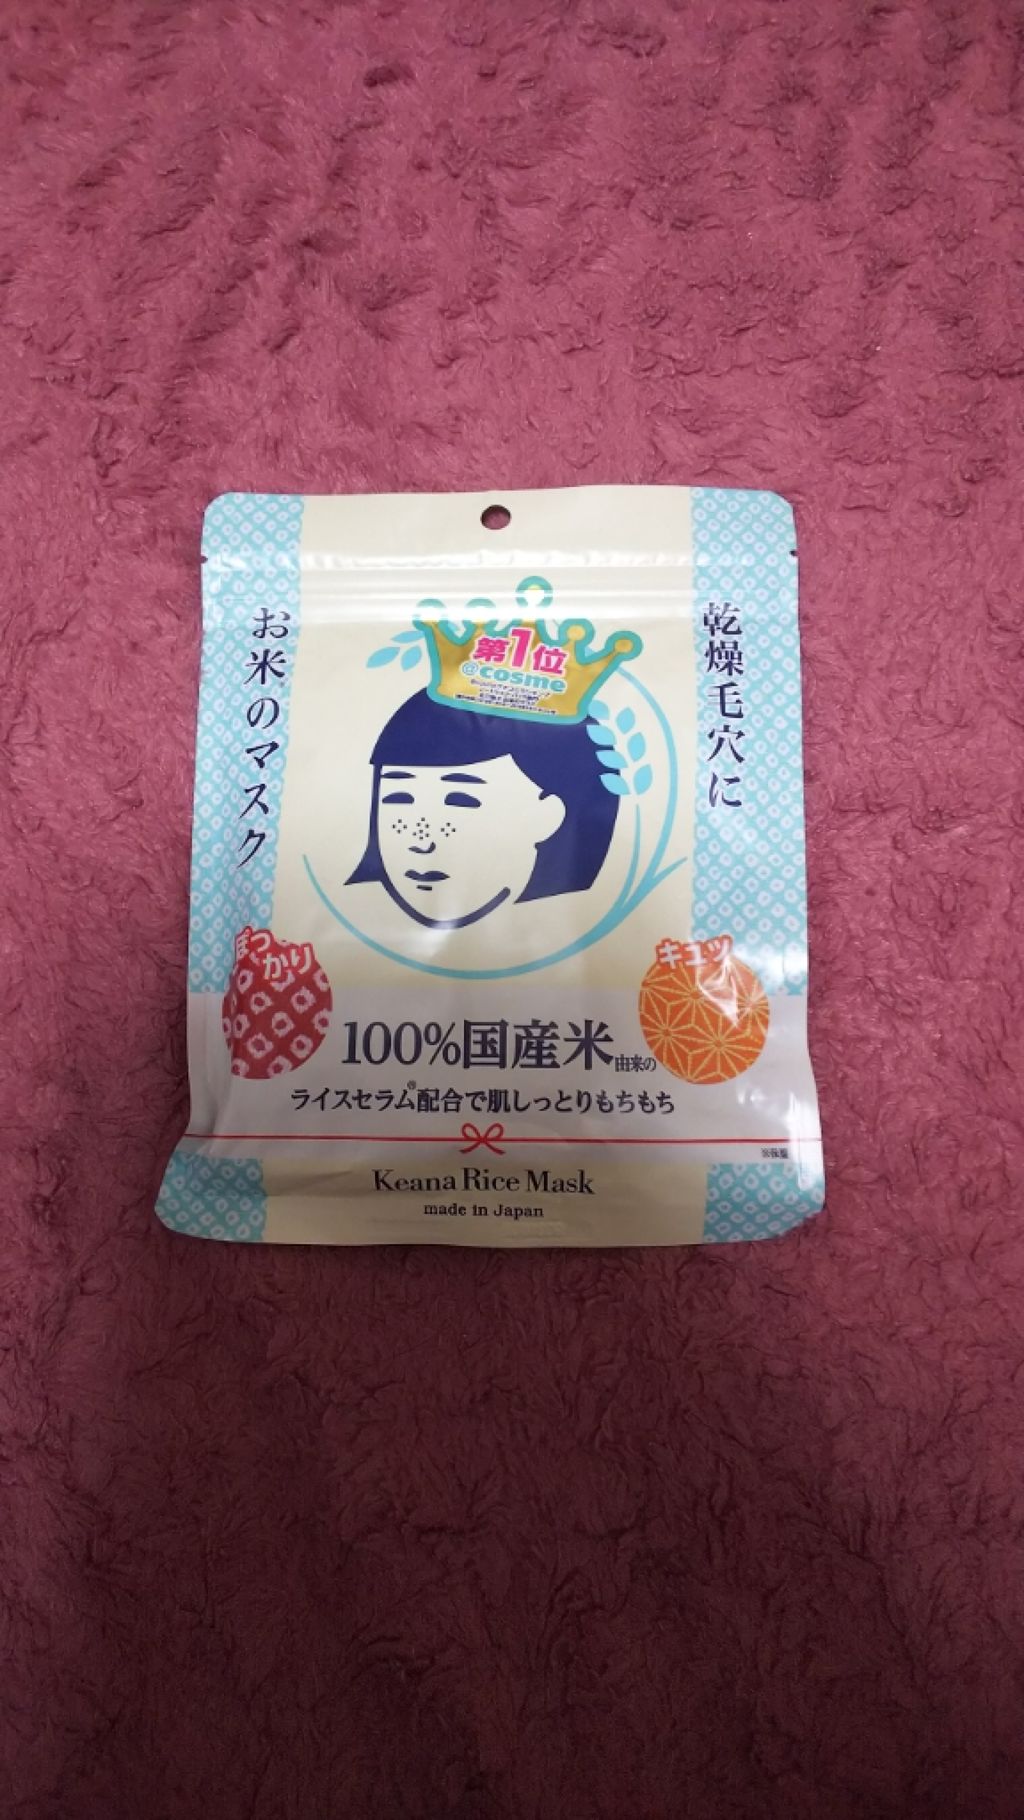 乾燥毛穴に
お米のマスク
第1位
@cosme
ぽっかり
キュッ
100%国産米由来の
ライスセラム®配合で肌しっとりもちもち
※保湿
Keana Rice Mask
made in Japan